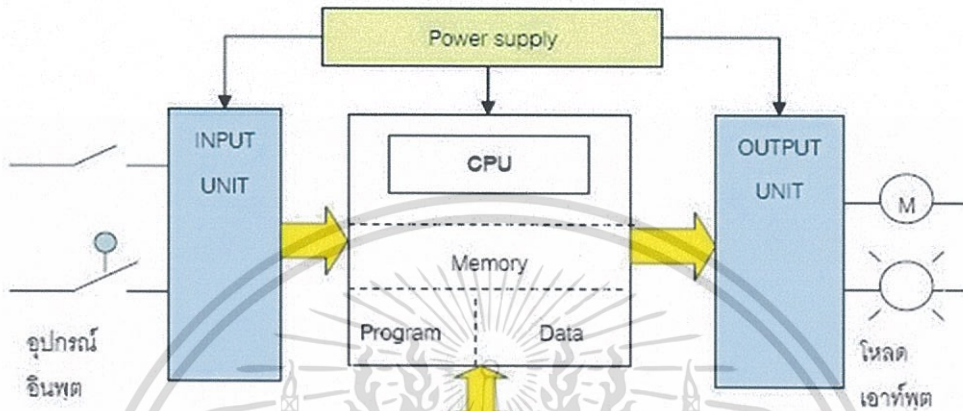 Power supply
INPUT
UNIT
CPU
OUTPUT
UNIT
M
Memory
Program
Data
อุปกรณ์
อินพุต
โหลด
เอาท์พุต